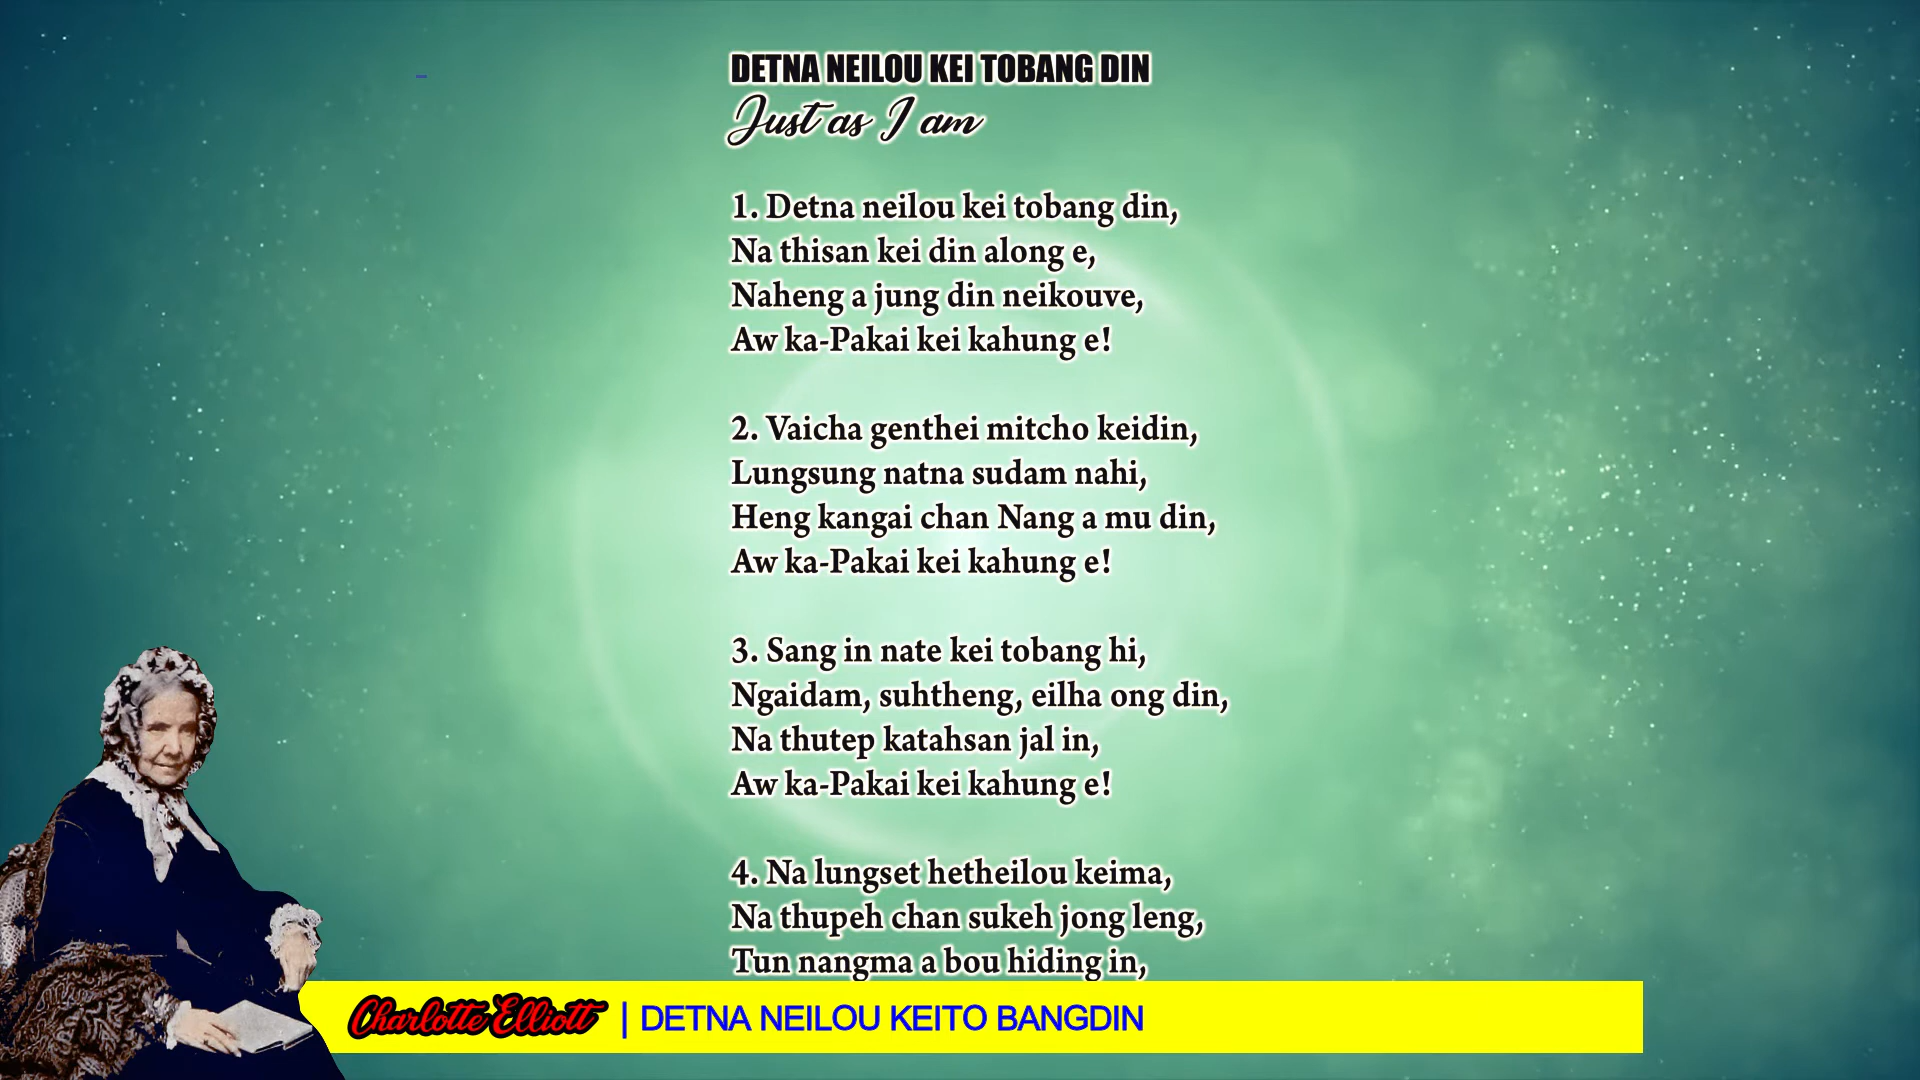 DETNA NEILOU KEI TOBANG DIN
Just as I am
1. Detna neilou kei tobang din,
Na thisan kei din along e,
Naheng a jung din neikouve,
Aw ka-Pakai kei kahung e!
2. Vaicha genthei mitcho keidin,
Lungsung natna sudam nahi,
Heng kangai chan Nang a mu din,
Aw ka-Pakai kei kahung e!
3. Sang in nate kei tobang hi,
Ngaidam, suhtheng, eilha ong din,
Na thutep katahsan jal in,
Aw ka-Pakai kei kahung e!
4. Na lungset hetheilou keima,
Na thupeh chan sukeh jong leng,
Tun nangma a bou hiding in,
Charlotte Elliott | DETNA NEILOU KEITO BANGDIN